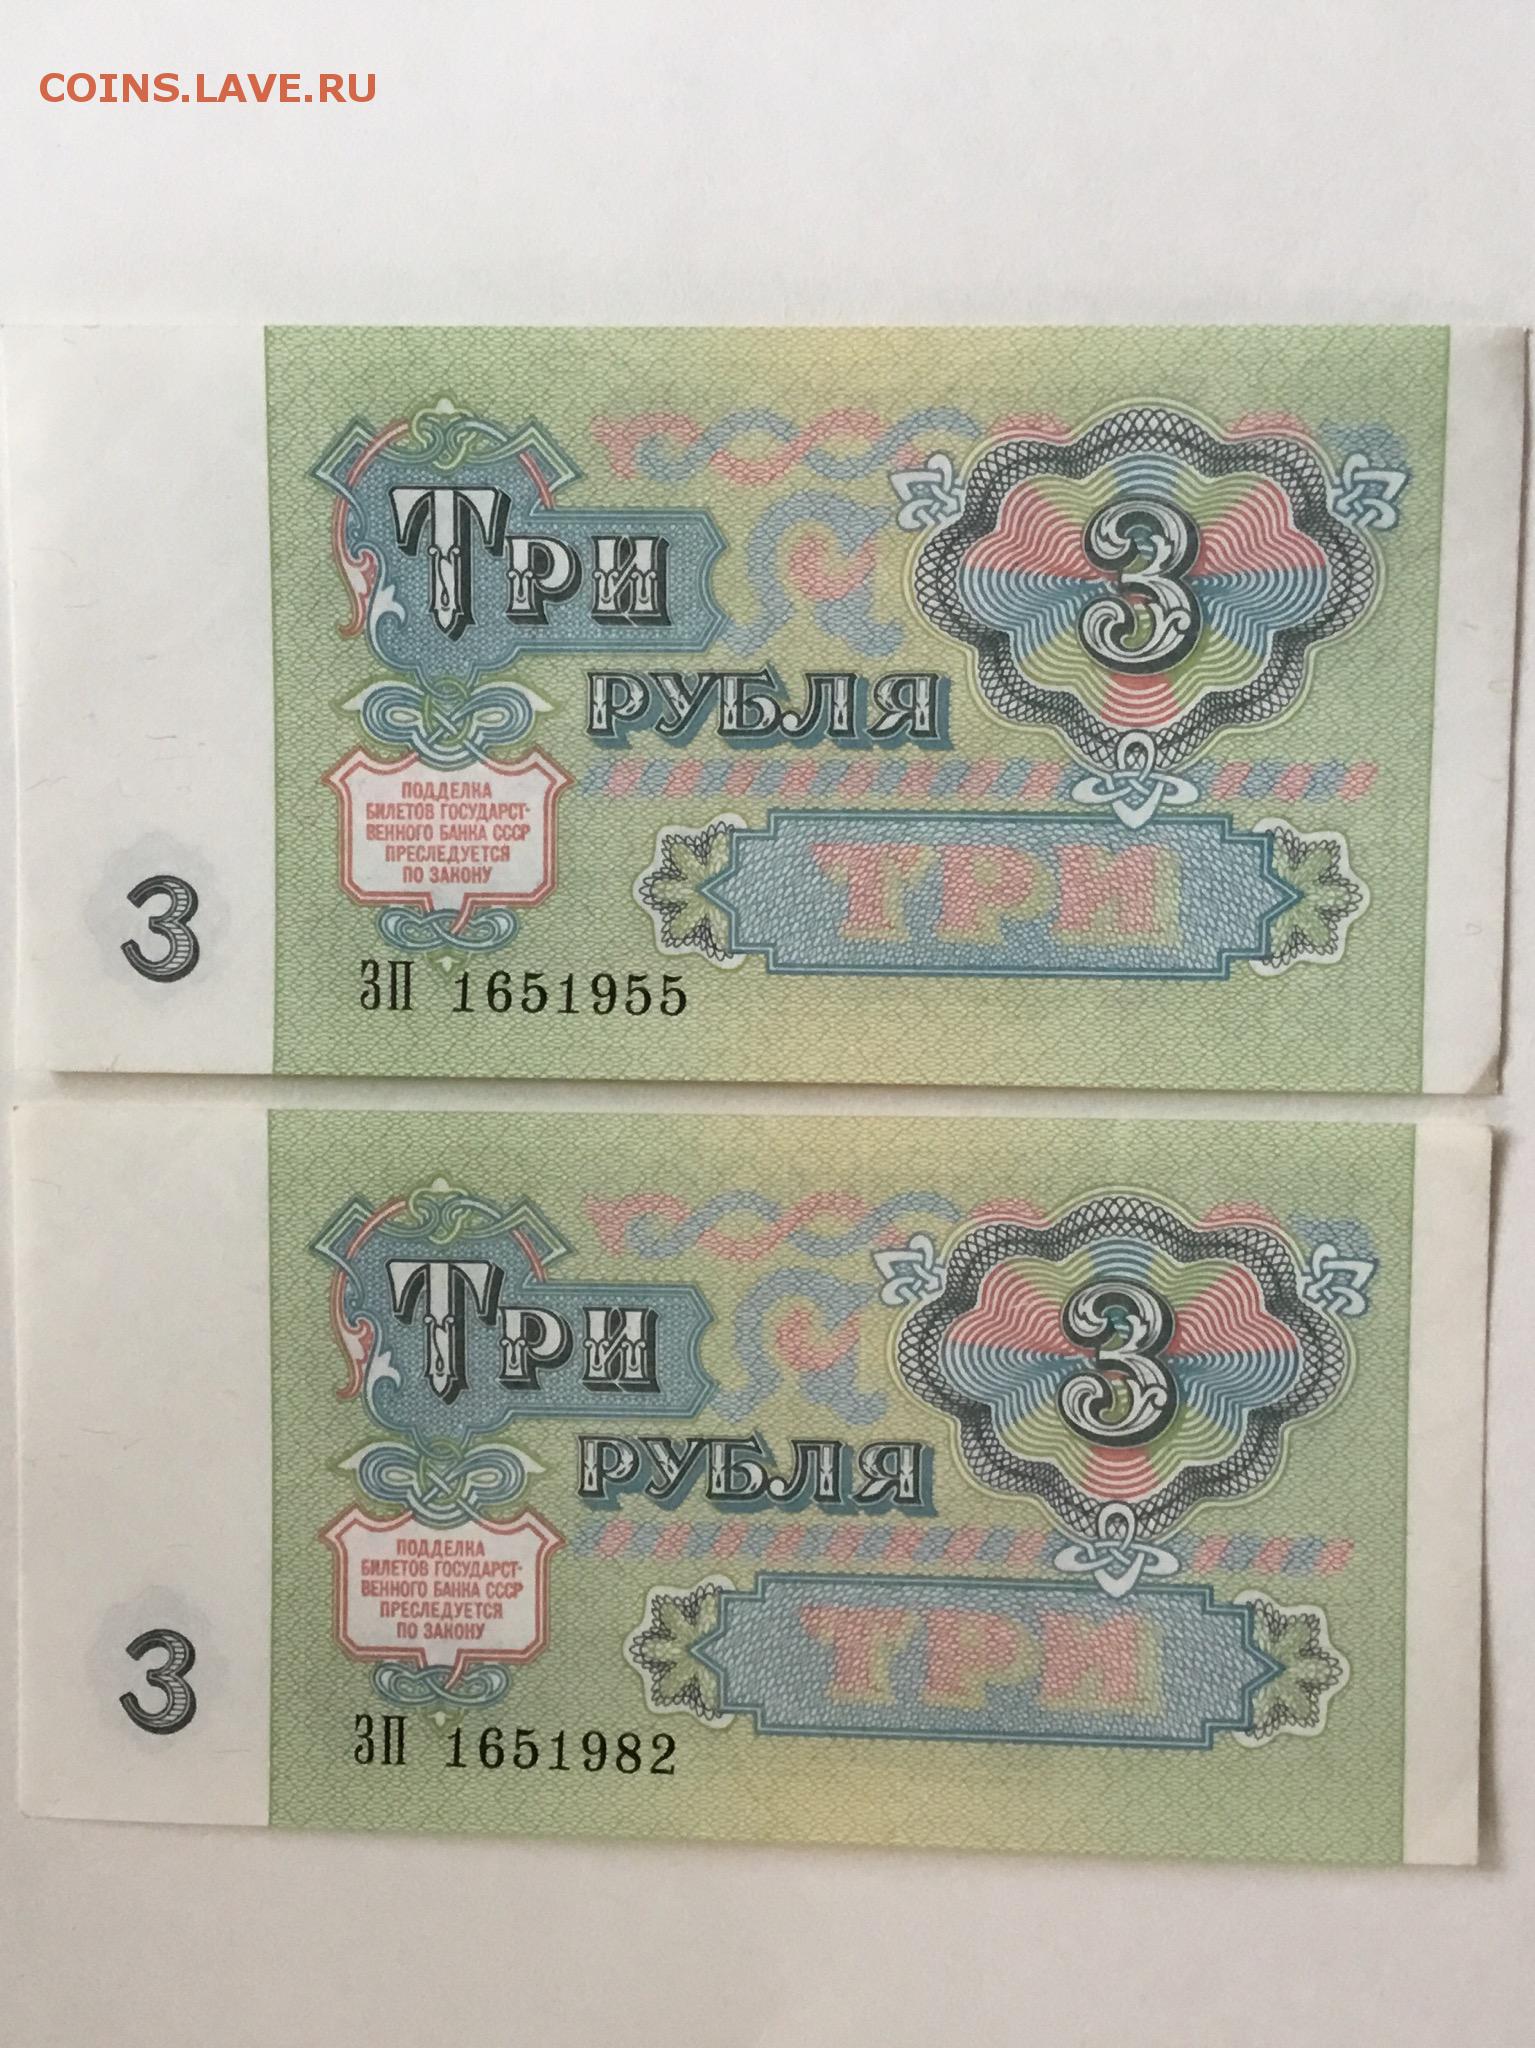 COINS.LAVE.RU
ТРИ
3
РУБЛЯ
ПОДДЕЛКА
БИЛЕТОВ ГОСУДАРСТ-
ВЕННОГО БАНКА СССР
ПРЕСЛЕДУЕТСЯ
ПО ЗАКОНУ
ТРИ
3
ЗП 1651955
ТРИ
3
РУБЛЯ
ПОДДЕЛКА
БИЛЕТОВ ГОСУДАРСТ-
ВЕННОГО БАНКА СССР
ПРЕСЛЕДУЕТСЯ
ПО ЗАКОНУ
ТРИ
3
ЗП 1651982